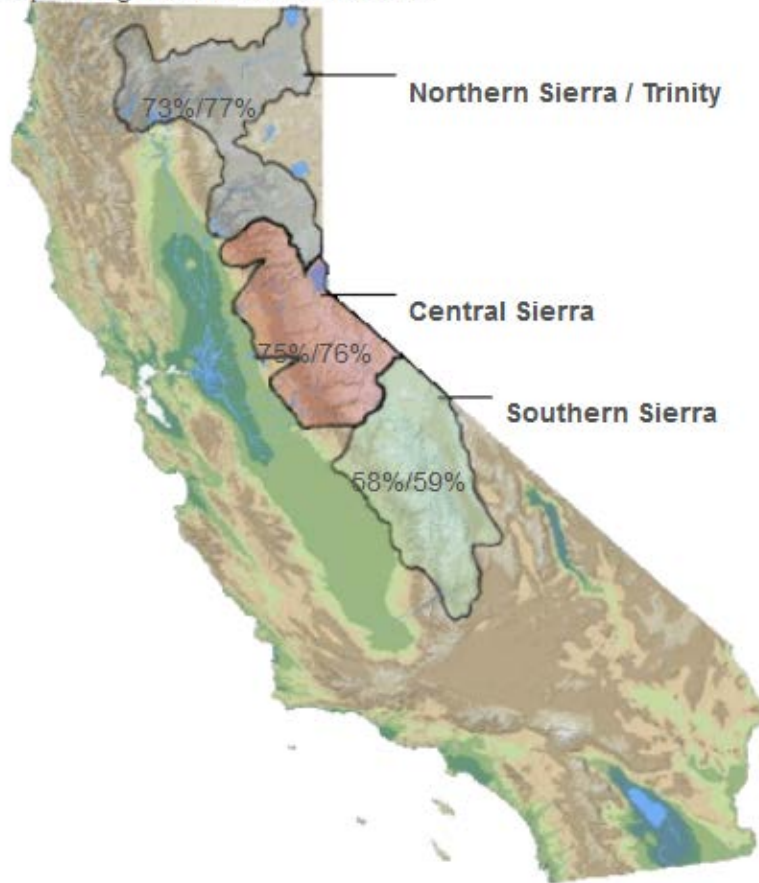 73%/77%
Northern Sierra / Trinity
Central Sierra
75%/76%
Southern Sierra
58%/59%